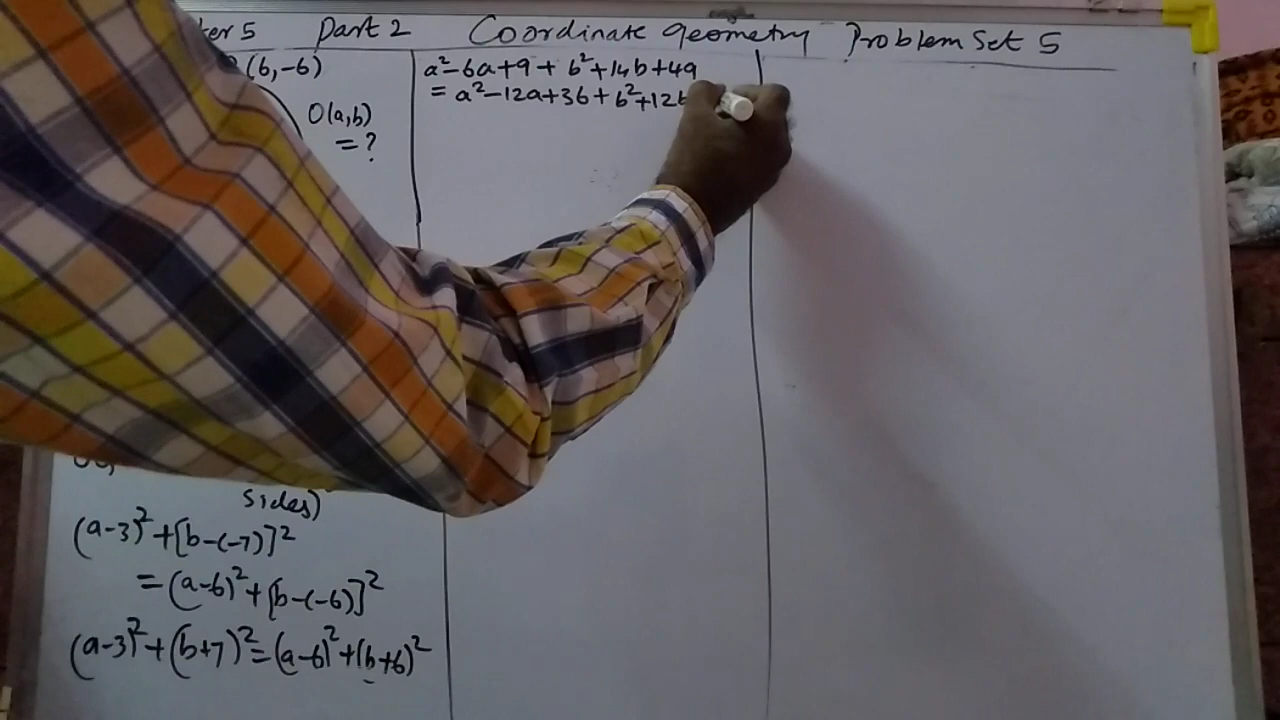 ter 5 Part 2 Coordinate geometry Problem Set 5
(6,-6)
O(a,b)
= ?
sides)
(a-3)²+[b-(-7)]²
=(a-6)²+[b-(-6)]²
(a-3)²+(b+7)²=(a-6)²+(b+6)²
a²-6a+9+b²+14b+49
= a²-12a+36+b²+12b